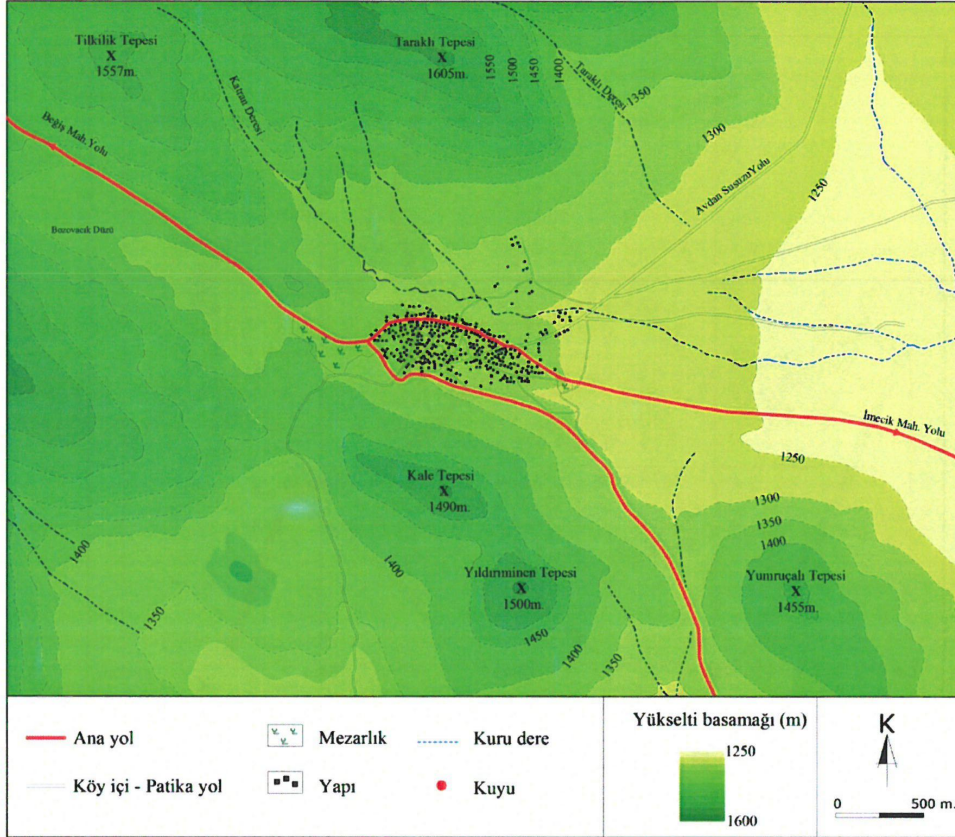 Tilkilik Tepesi
X
1557m.
Taraklı Tepesi
X
1605m.
1550
1500
1450
1400
Taraklı Deresi
1350
Katran Deresi
1300
Beğiş Mah. Yolu
Avdan SusuzuYolu
1250
Bozovacık Düzü
İmecik Mah. Yolu
1250
Kale Tepesi
X
1490m.
1300
1350
1400
1400
1350
1400
Yıldırıminen Tepesi
X
1500m.
Yumruçalı Tepesi
X
1455m.
1450
1400
1350
Ana yol
Mezarlık
Kuru dere
Köy içi - Patika yol
Yapı
Kuyu
Yükselti basamağı (m)
1250
1600
K
0 500 m.